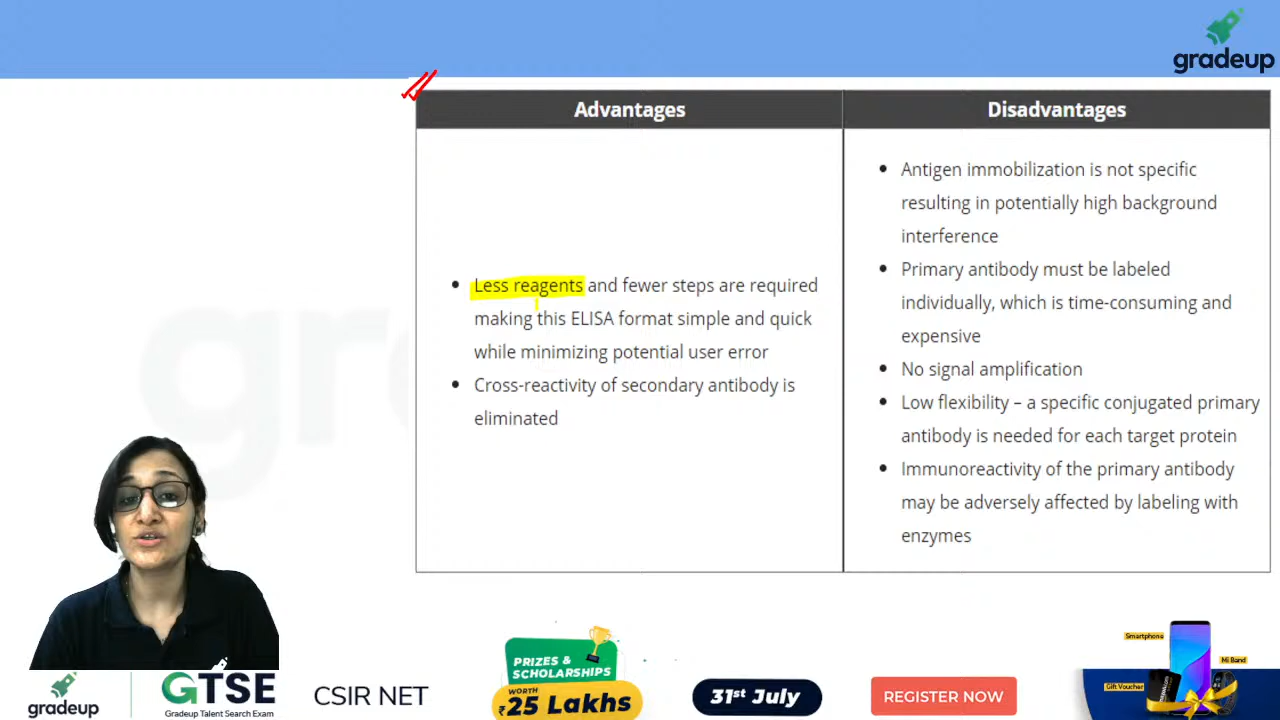 gradeup
Advantages
Disadvantages
Less reagents and fewer steps are required
making this ELISA format simple and quick
while minimizing potential user error
Cross-reactivity of secondary antibody is
eliminated
Antigen immobilization is not specific
resulting in potentially high background
interference
Primary antibody must be labeled
individually, which is time-consuming and
expensive
No signal amplification
Low flexibility – a specific conjugated primary
antibody is needed for each target protein
Immunoreactivity of the primary antibody
may be adversely affected by labeling with
enzymes
gradeup
GTSE
Gradeup Talent Search Exam
CSIR NET
PRIZES &
SCHOLARSHIPS
WORTH
₹25 Lakhs
31st July
REGISTER NOW
Smartphone
Mi Band
Gift Voucher